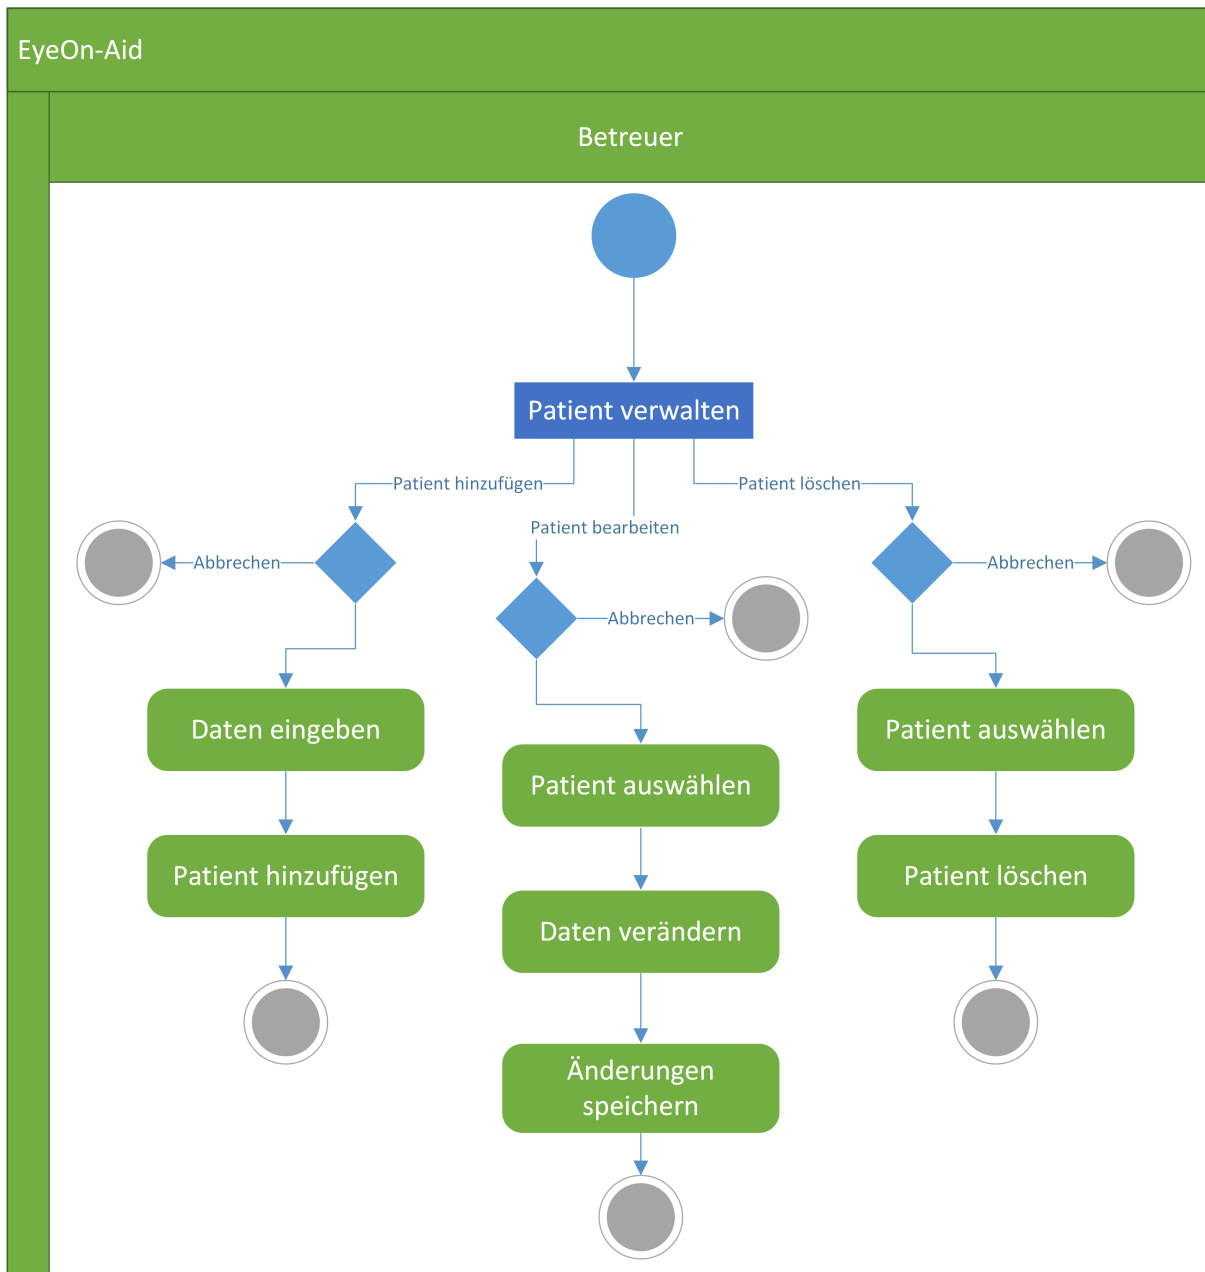 EyeOn-Aid
Betreuer
Patient verwalten
Patient hinzufügen
Patient löschen
Patient bearbeiten
Abbrechen
Abbrechen
Abbrechen
Daten eingeben
Patient auswählen
Patient auswählen
Patient hinzufügen
Patient löschen
Daten verändern
Änderungen
speichern